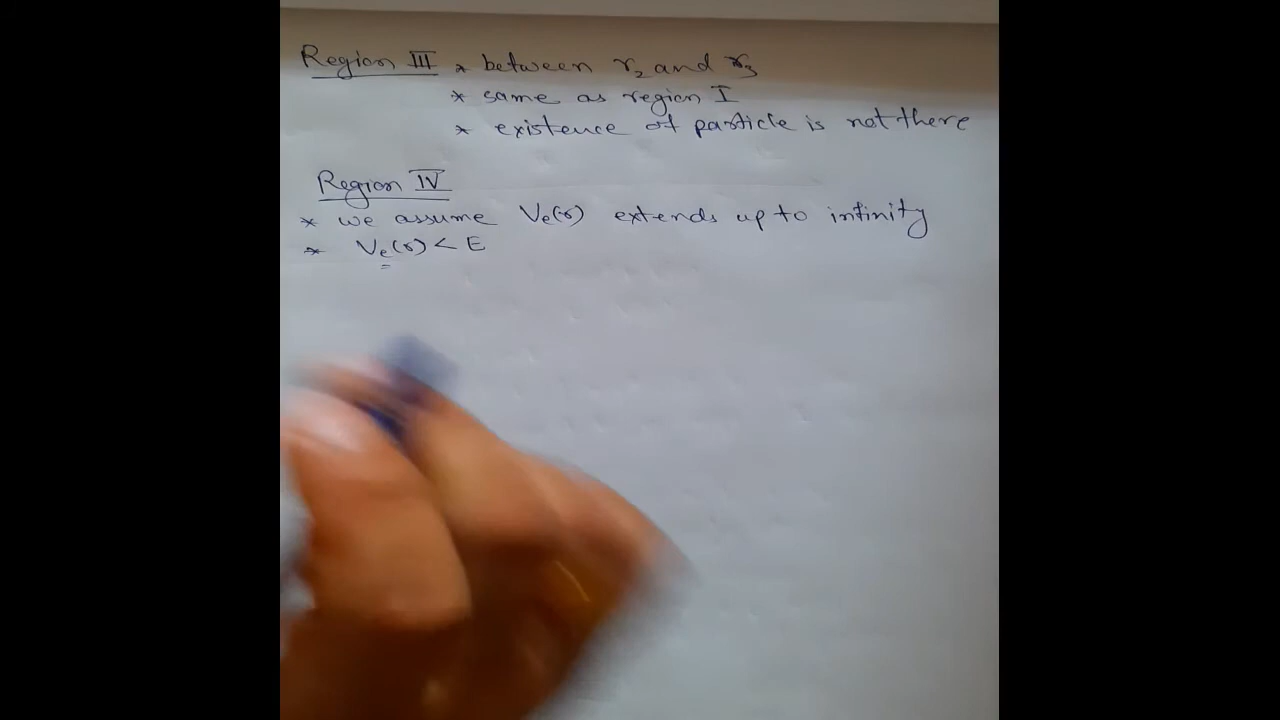 Region III * between r₂ and r₃
* same as region I
* existence of particle is not there
Region IV
* we assume Ve(r) extends up to infinity
* Ve(r) < E